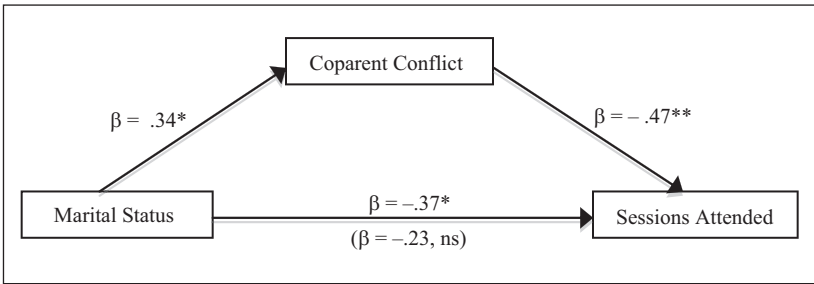 Coparent Conflict
β = .34*
β = – .47**
Marital Status
β = –.37*
(β = –.23, ns)
Sessions Attended